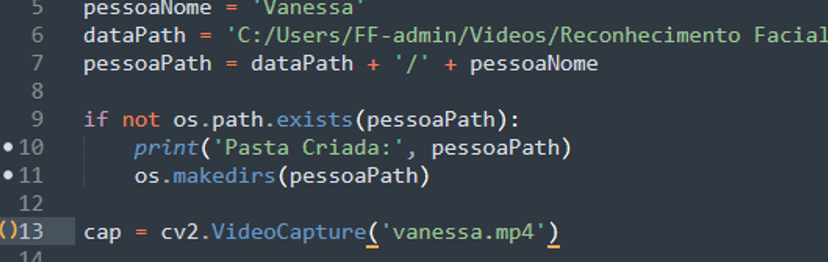 5 pessoaNome = 'Vanessa'
6 dataPath = 'C:/Users/FF-admin/Videos/Reconhecimento Facial
7 pessoaPath = dataPath + '/' + pessoaNome
8
9 if not os.path.exists(pessoaPath):
10 print('Pasta Criada:', pessoaPath)
11 os.makedirs(pessoaPath)
12
()13 cap = cv2.VideoCapture('vanessa.mp4')
14